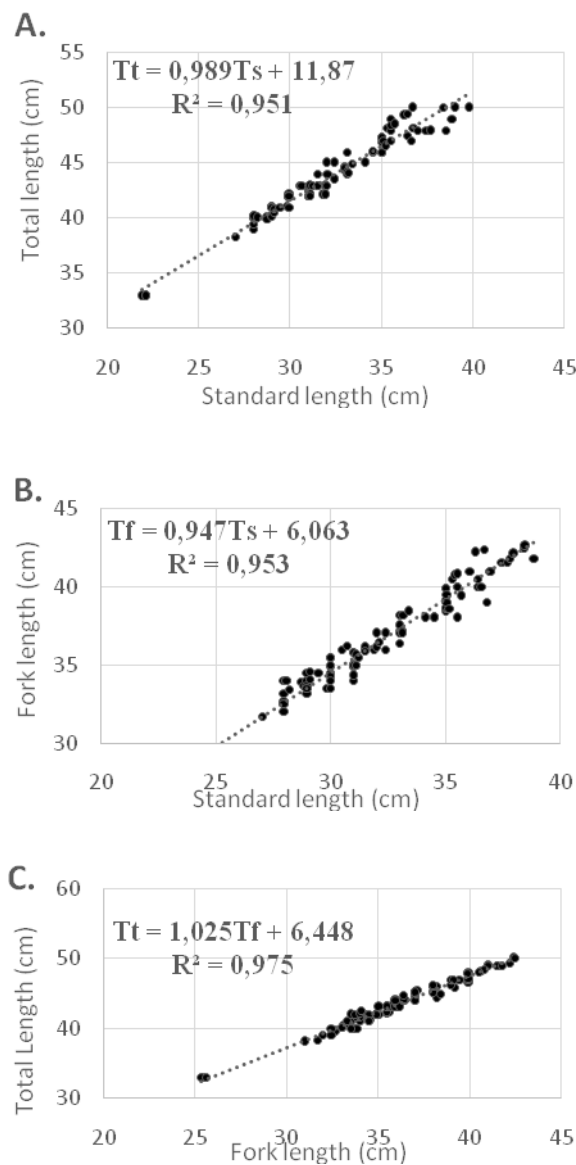 A.
55
Tt = 0,989Ts + 11,87
R² = 0,951
50
45
40
35
30
Total length (cm)
20 25 30 35 40 45
Standard length (cm)
B.
45
Tf = 0,947Ts + 6,063
R² = 0,953
40
35
30
Fork length (cm)
20 25 30 35 40
Standard length (cm)
C.
60
Tt = 1,025Tf + 6,448
R² = 0,975
50
40
30
Total Length (cm)
20 25 30 35 40 45
Fork length (cm)